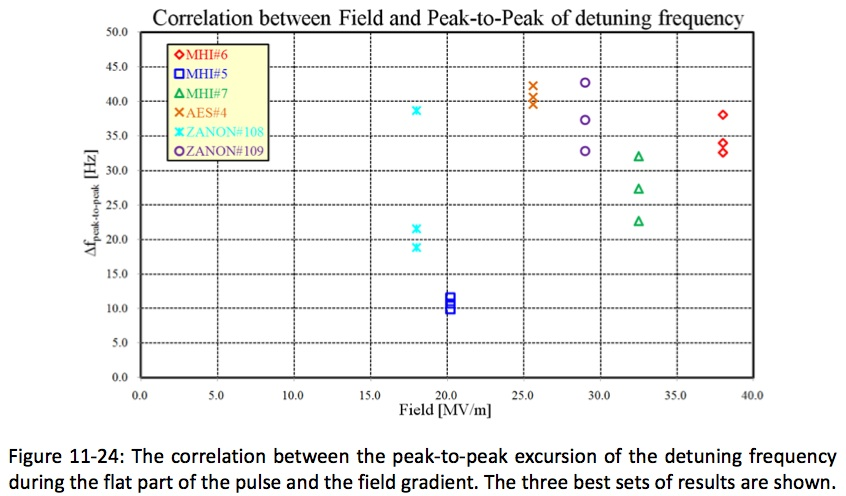 Correlation between Field and Peak-to-Peak of detuning frequency
50.0
45.0
40.0
35.0
30.0
25.0
20.0
15.0
10.0
5.0
0.0
Δfpeak-to-peak [Hz]
MHI#6
MHI#5
MHI#7
AES#4
ZANON#108
ZANON#109
0.0 5.0 10.0 15.0 20.0 25.0 30.0 35.0 40.0
Field [MV/m]
Figure 11-24: The correlation between the peak-to-peak excursion of the detuning frequency
during the flat part of the pulse and the field gradient. The three best sets of results are shown.